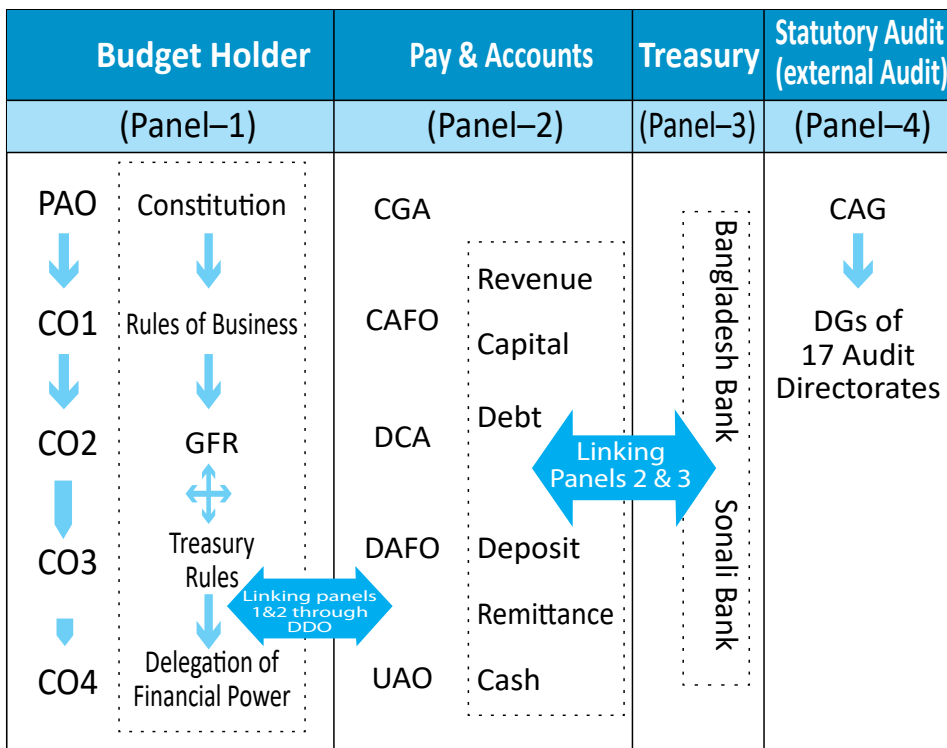 Budget Holder
Pay & Accounts
Treasury
Statutory Audit
(external Audit)
(Panel–1)
(Panel–2)
(Panel–3)
(Panel–4)
PAO
CO1
CO2
CO3
CO4
Constitution
Rules of Business
GFR
Treasury
Rules
Delegation of
Financial Power
Linking panels
1&2 through
DDO
CGA
CAFO
DCA
DAFO
UAO
Revenue
Capital
Debt
Deposit
Remittance
Cash
Linking
Panels 2 & 3
Bangladesh Bank
Sonali Bank
CAG
DGs of
17 Audit
Directorates